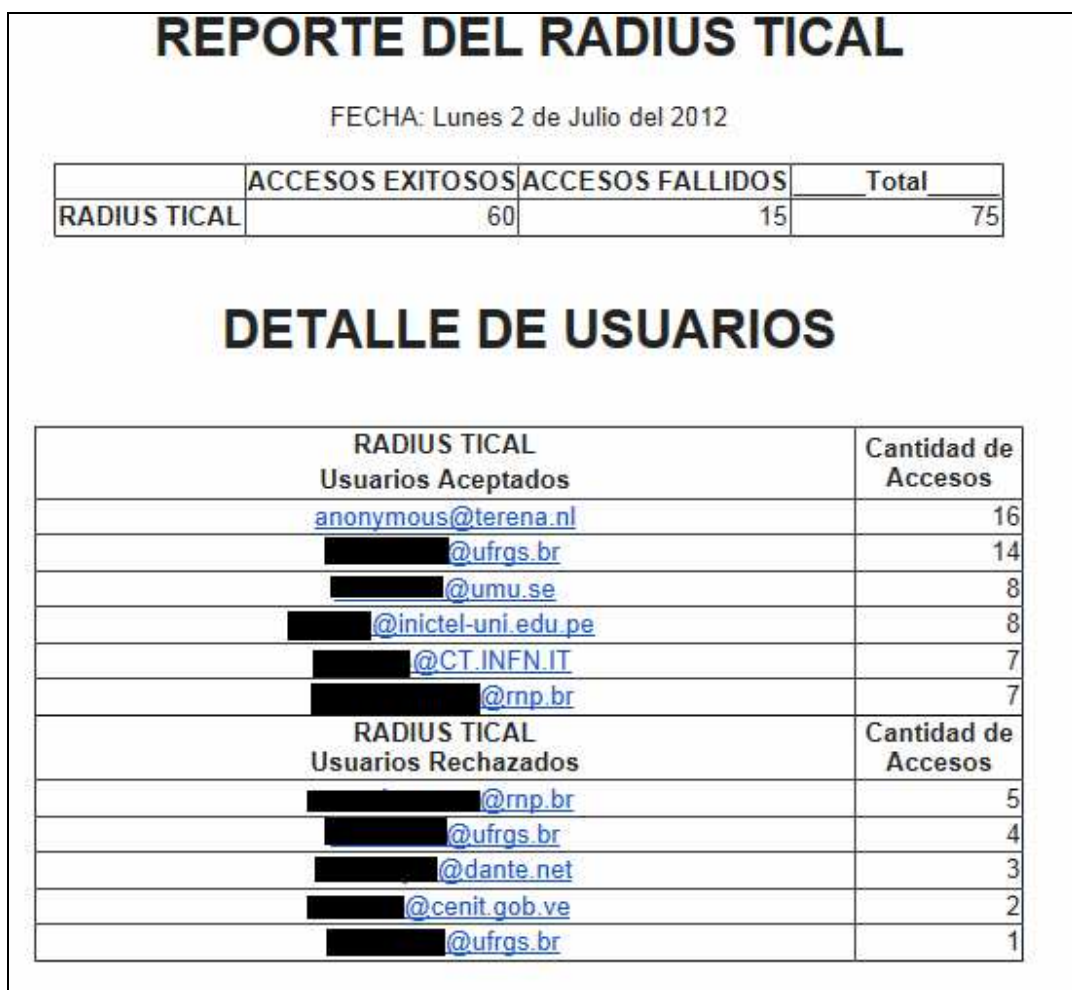 REPORTE DEL RADIUS TICAL
FECHA: Lunes 2 de Julio del 2012
ACCESOS EXITOSOS ACCESOS FALLIDOS _____Total_____
RADIUS TICAL 60 15 75
DETALLE DE USUARIOS
RADIUS TICAL
Usuarios Aceptados
Cantidad de
Accesos
anonymous@terena.nl 16
@ufrgs.br 14
@umu.se 8
@inictel-uni.edu.pe 8
@CT.INFN.IT 7
@rnp.br 7
RADIUS TICAL
Usuarios Rechazados
Cantidad de
Accesos
@rnp.br 5
@ufrgs.br 4
@dante.net 3
@cenit.gob.ve 2
@ufrgs.br 1